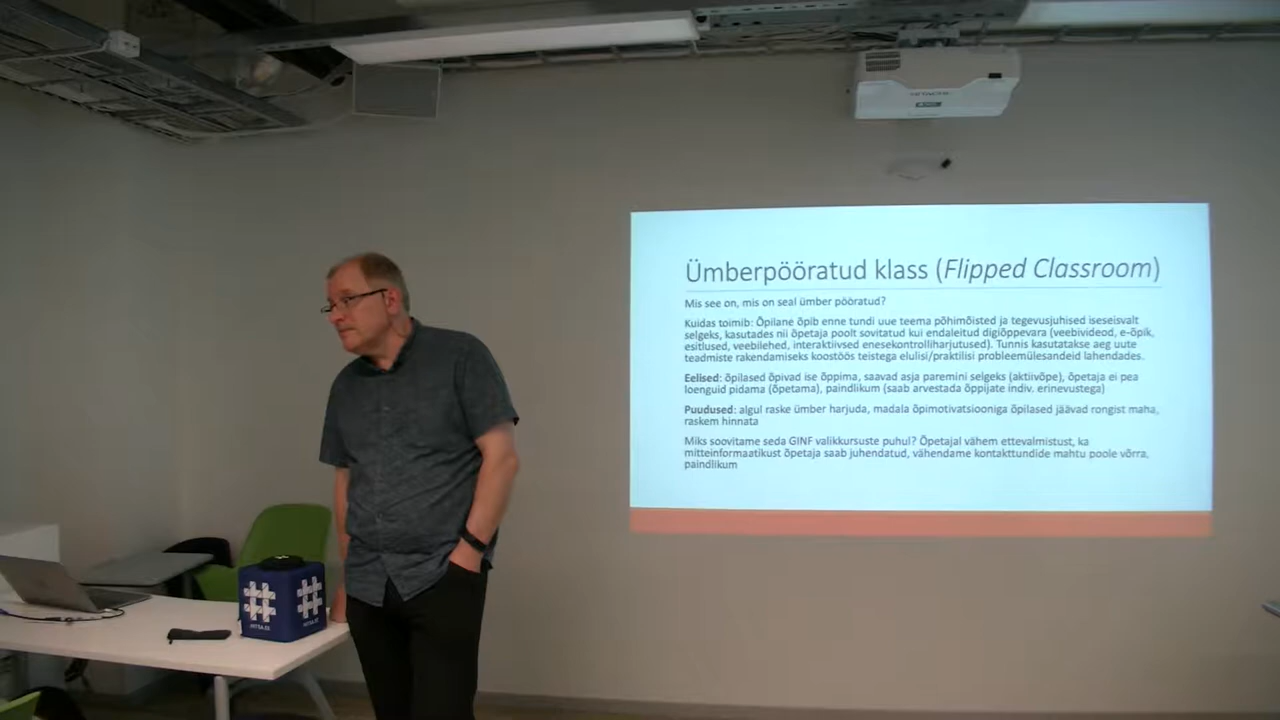 HITACHI
Ümberpööratud klass (Flipped Classroom)
Mis see on, mis on seal ümber pööratud?
Kuidas toimib: Õpilane õpib enne tundi uue teema põhimõisted ja tegevusjuhised iseseisvalt
selgeks, kasutades nii õpetaja poolt sovitatud kui endaleitud digiõppevara (veebivideod, e-õpik,
esitlused, veebilehed, interaktiivsed enesekontrolliharjutused). Tunnis kasutatakse aeg uute
teadmiste rakendamiseks koostöös teistega elulisi/praktilisi probleemülesandeid lahendades.
Eelised: õpilased õpivad ise õppima, saavad asja paremini selgeks (aktiivõpe), õpetaja ei pea
loenguid pidama (õpetama), paindlikum (saab arvestada õppijate indiv. erinevustega)
Puudused: algul raske ümber harjuda, madala õpimotivatsiooniga õpilased jäävad rongist maha,
raskem hinnata
Miks soovitame seda GINF valikkursuste puhul? Õpetajal vähem ettevalmistust, ka
mitteinformaatikust õpetaja saab juhendatud, vähendame kontakttundide mahtu poole võrra,
paindlikum
# #
HITSA.EE HITSA.EE